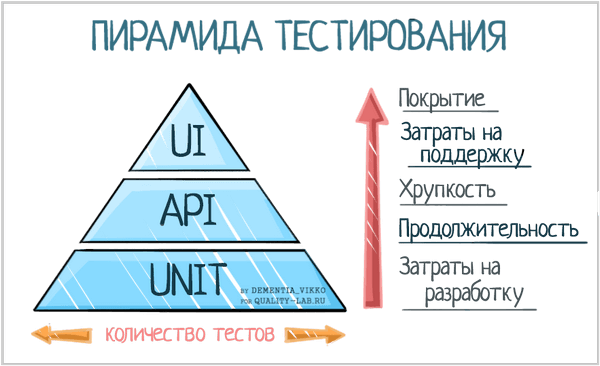 ПИРАМИДА ТЕСТИРОВАНИЯ
UI
API
UNIT
BY DEMENTIA_VIKKO
FOR QUALITY-LAB.RU
КОЛИЧЕСТВО ТЕСТОВ
Покрытие
Затраты на
поддержку
Хрупкость
Продолжительность
Затраты на
разработку